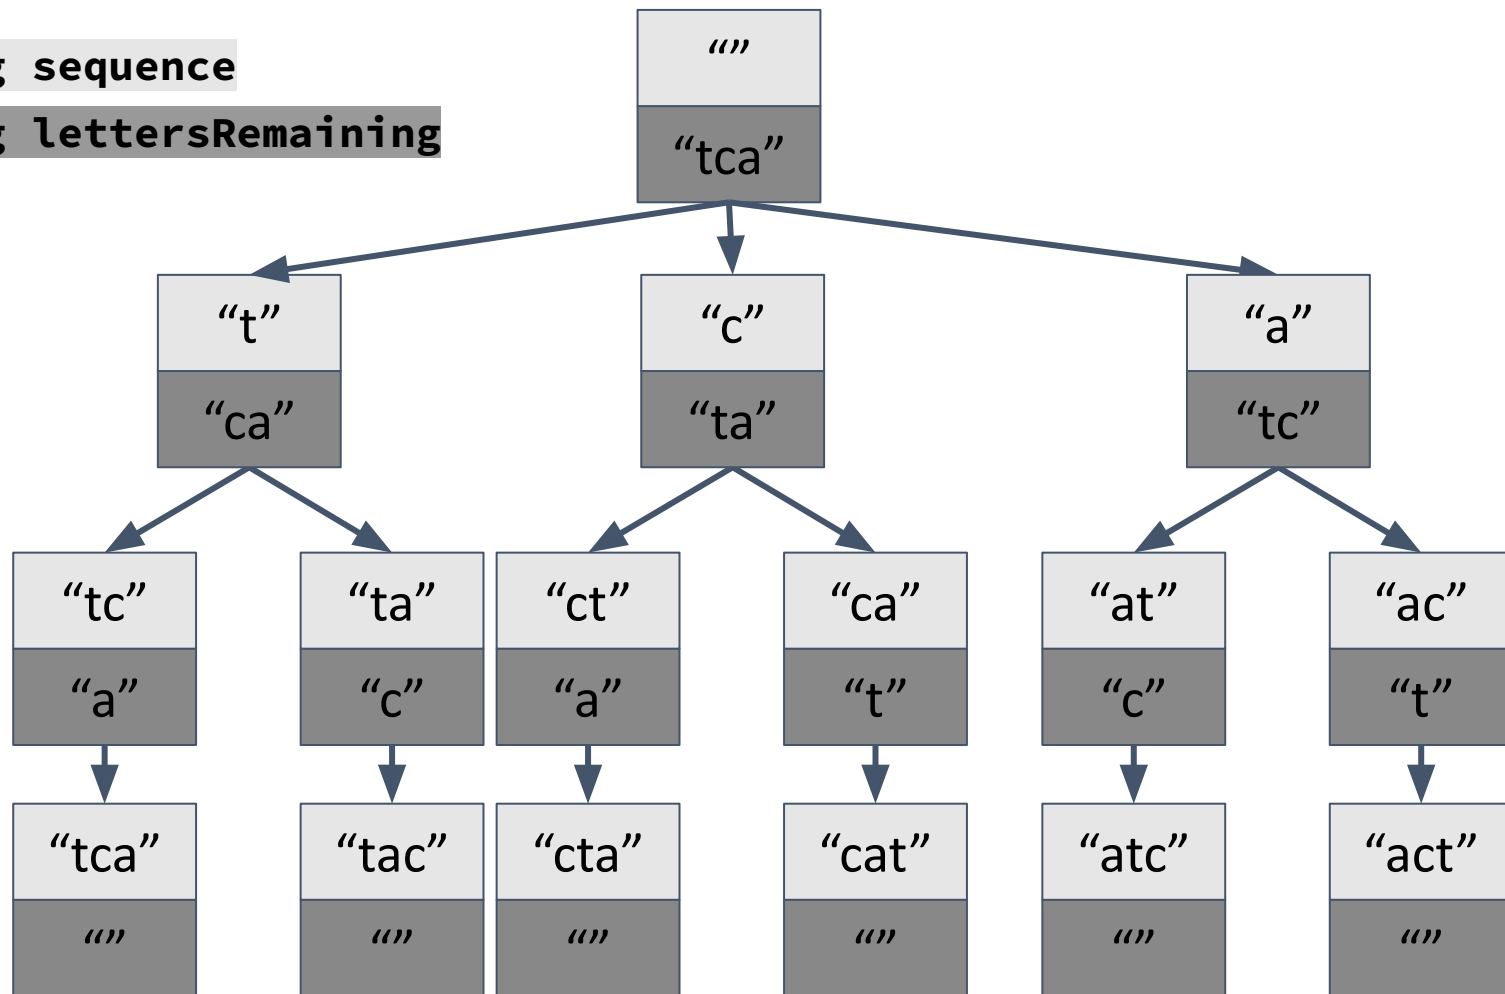 g sequence
g lettersRemaining
“”
“tca”
“t” “c” “a”
“ca” “ta” “tc”
“tc” “ta” “ct” “ca” “at” “ac”
“a” “c” “a” “t” “c” “t”
“tca” “tac” “cta” “cat” “atc” “act”
“” “” “” “” “” “”